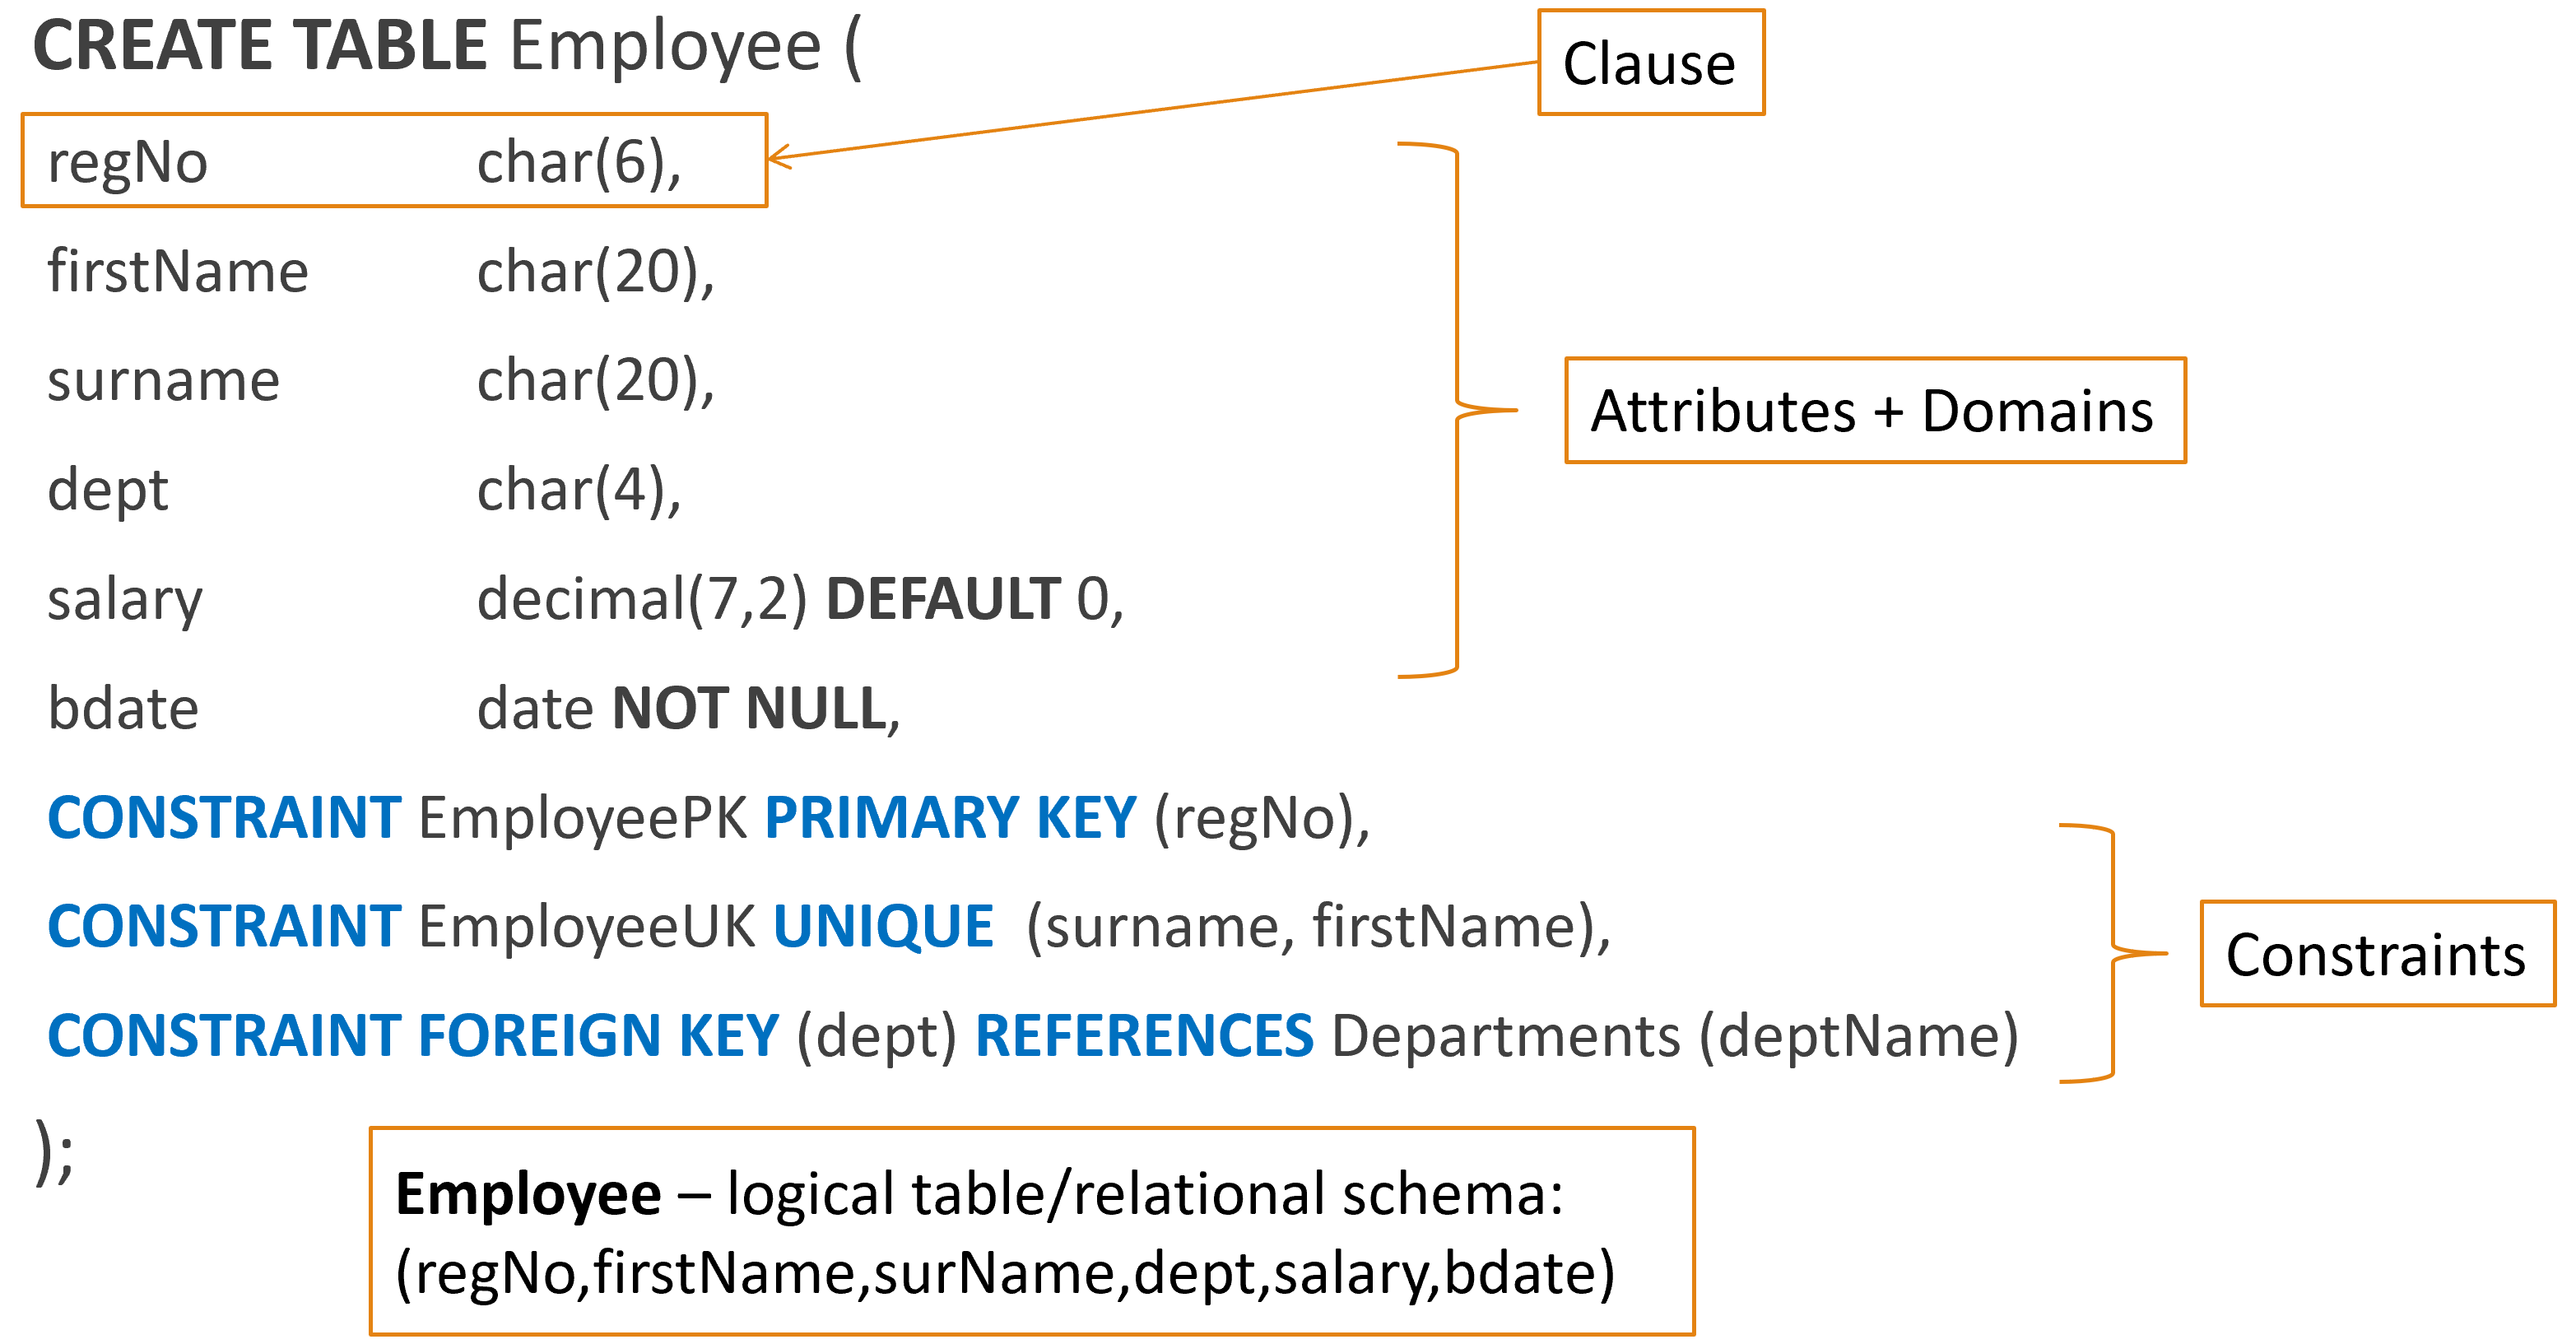 CREATE TABLE Employee (
Clause
regNo char(6),
firstName char(20),
surname char(20),
Attributes + Domains
dept char(4),
salary decimal(7,2) DEFAULT 0,
bdate date NOT NULL,
CONSTRAINT EmployeePK PRIMARY KEY (regNo),
CONSTRAINT EmployeeUK UNIQUE (surname, firstName),
Constraints
CONSTRAINT FOREIGN KEY (dept) REFERENCES Departments (deptName)
);
Employee – logical table/relational schema:
(regNo,firstName,surName,dept,salary,bdate)